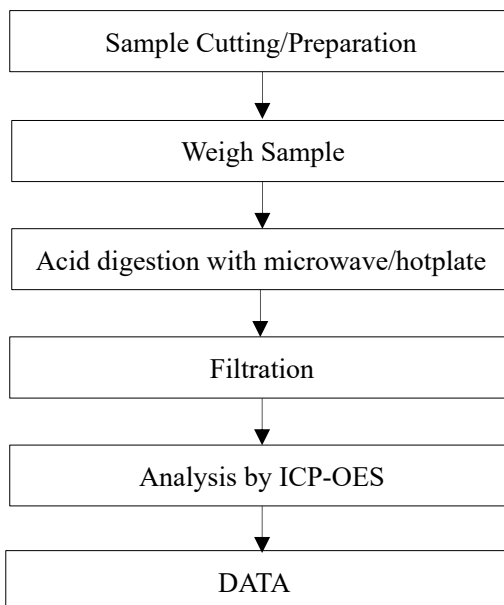 Sample Cutting/Preparation
Weigh Sample
Acid digestion with microwave/hotplate
Filtration
Analysis by ICP-OES
DATA